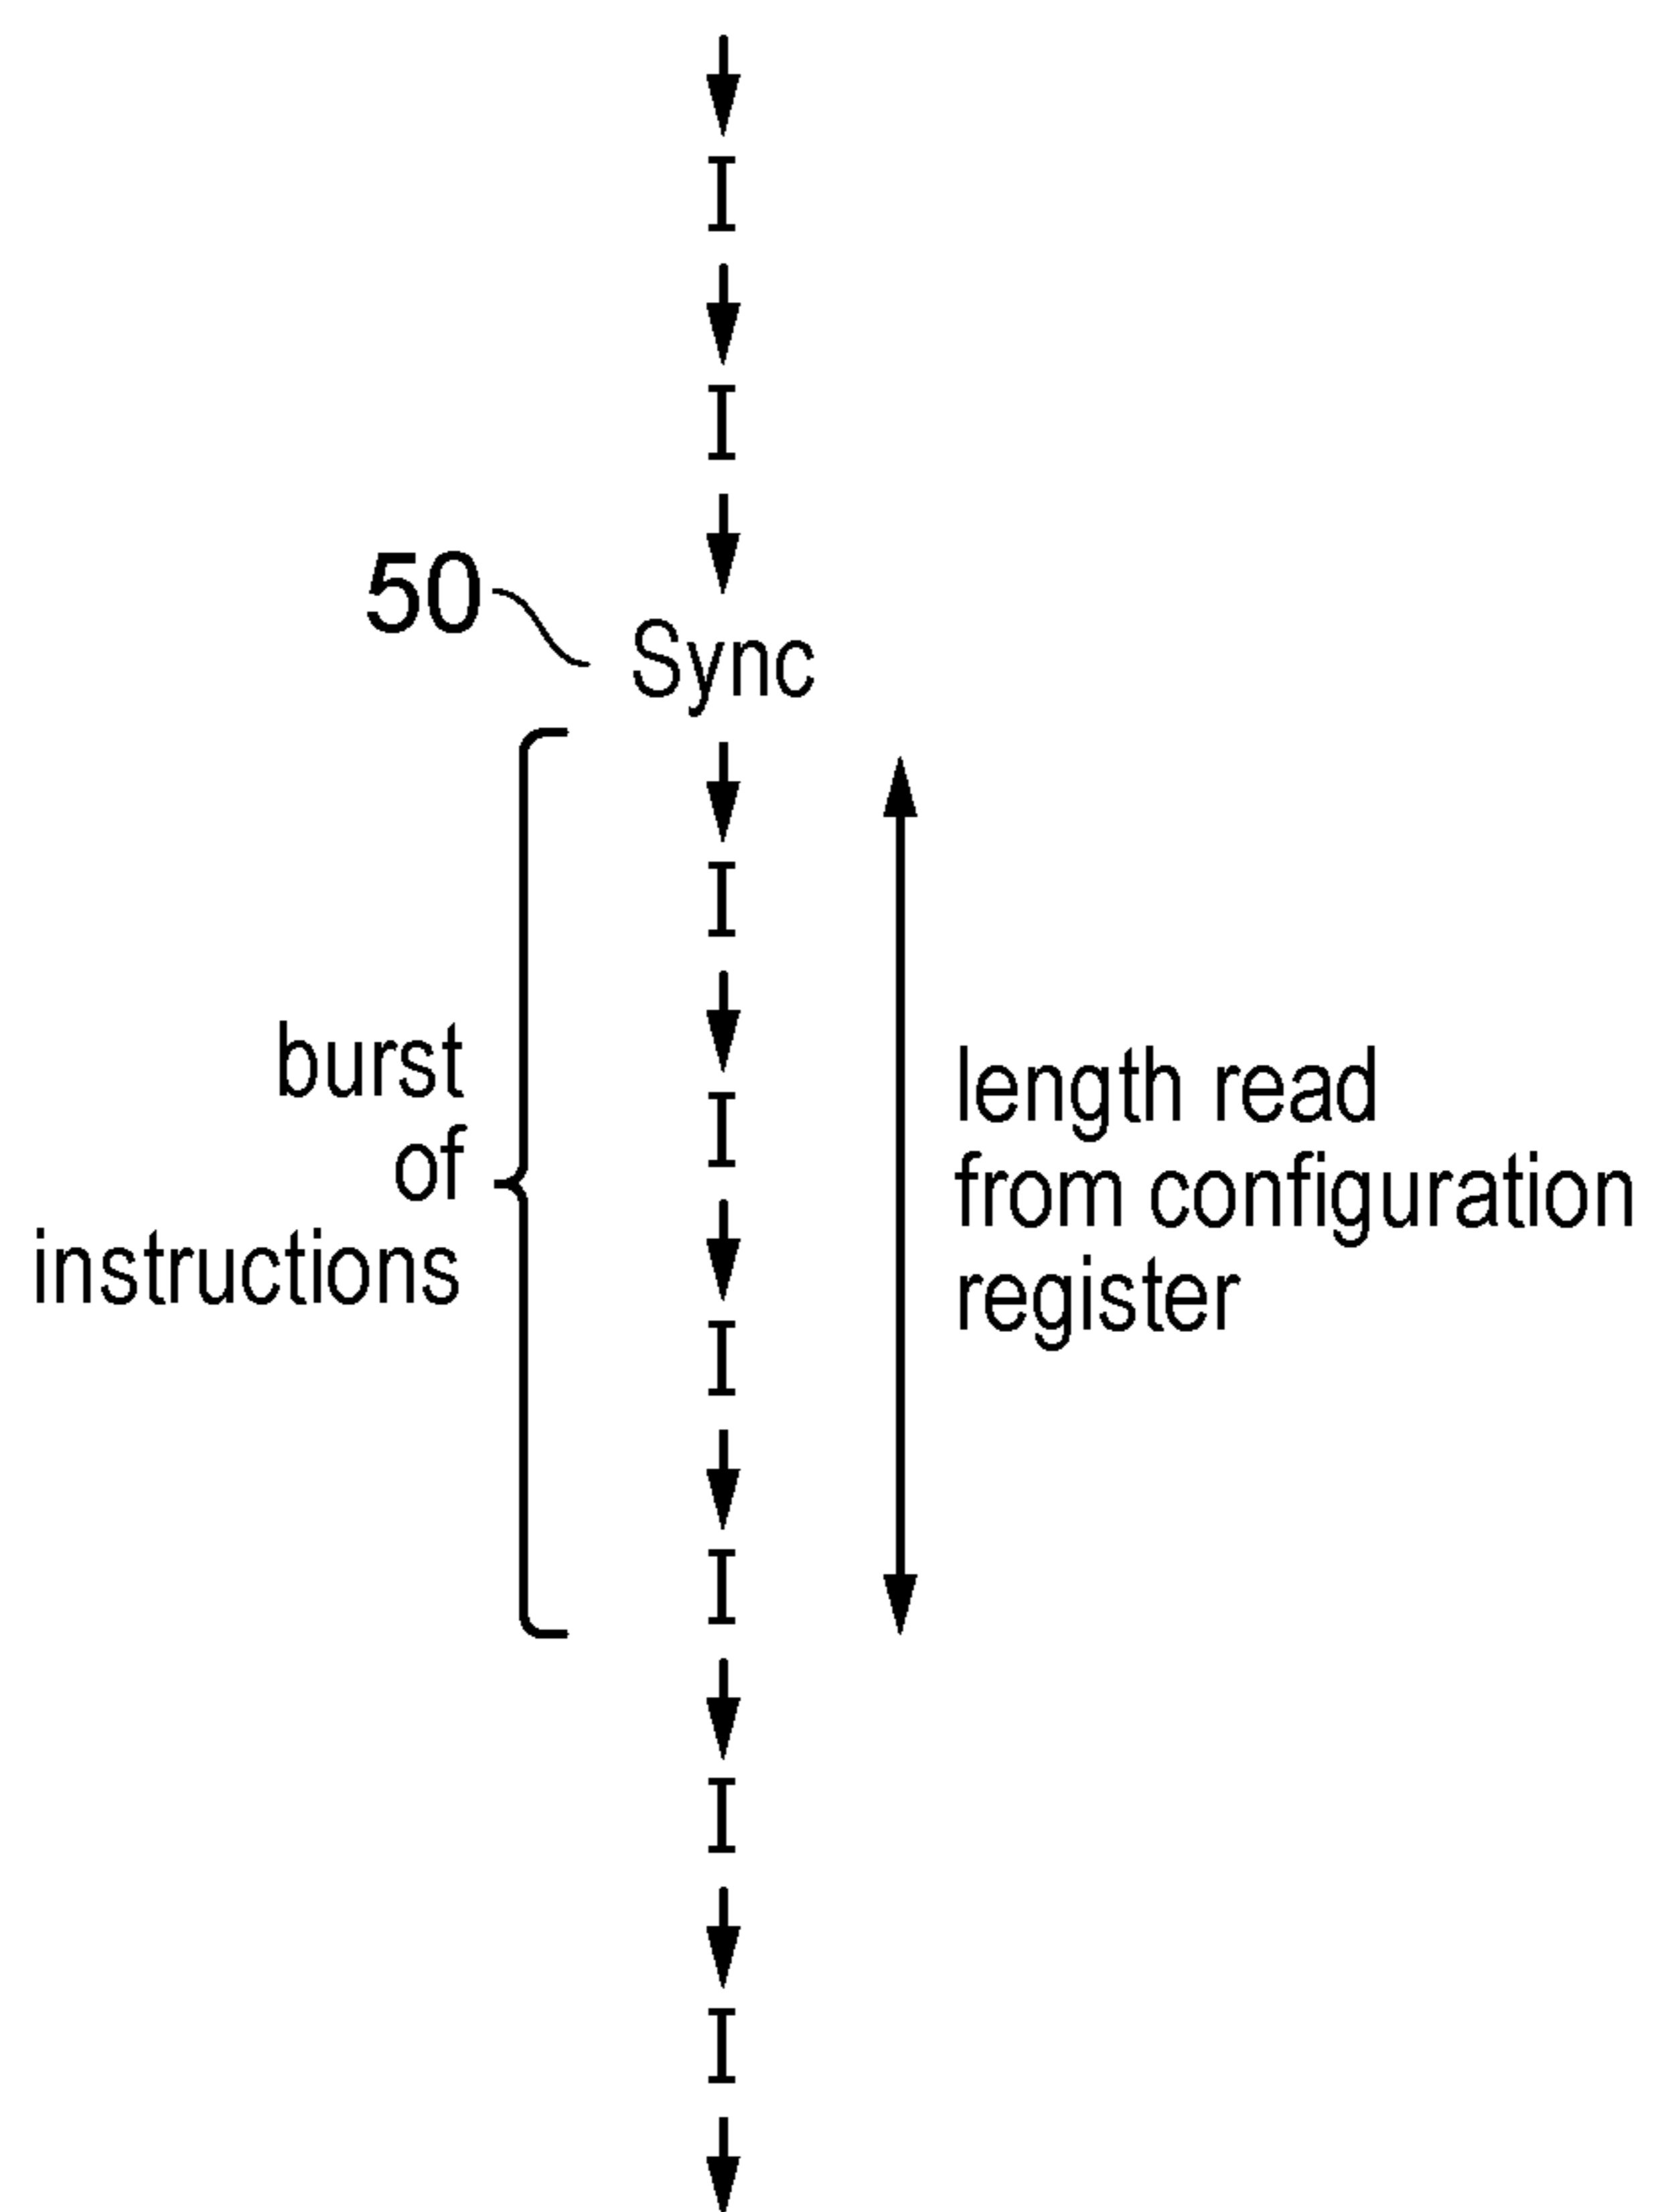 I
I
50
Sync
I
I
burst
of
instructions
length read
from configuration
register
I
I
I
I